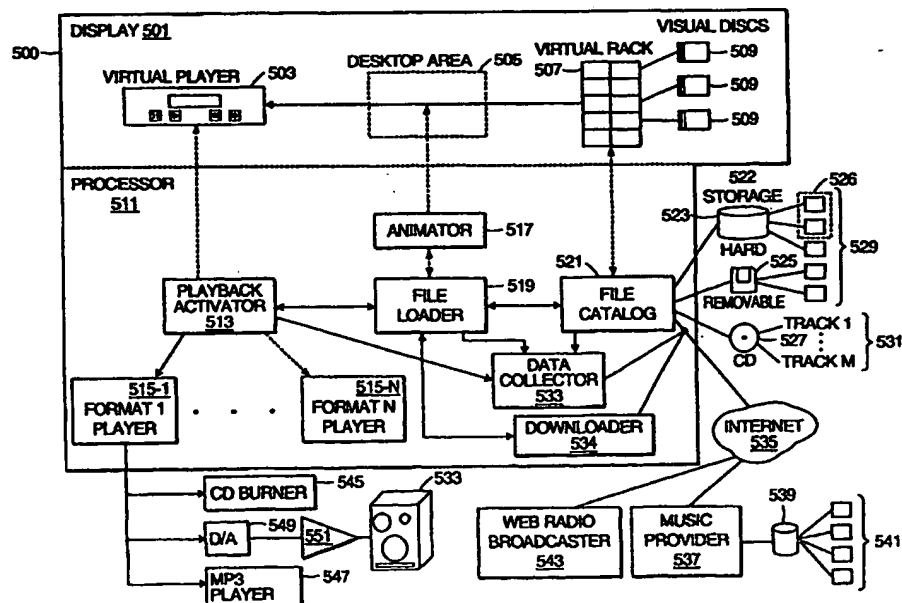 500
DISPLAY 501
VIRTUAL PLAYER
503
DESKTOP AREA
505
VIRTUAL RACK
507
VISUAL DISCS
509
509
509
PROCESSOR
511
ANIMATOR
517
PLAYBACK
ACTIVATOR
513
FILE
LOADER
519
521
FILE
CATALOG
522
STORAGE
523
HARD
525
REMOVABLE
526
529
527
CD
TRACK 1
TRACK M
531
515-1
FORMAT 1
PLAYER
515-N
FORMAT N
PLAYER
DATA
COLLECTOR
533
DOWNLOADER
534
INTERNET
535
CD BURNER
545
D/A
549
551
533
MP3
PLAYER
547
WEB RADIO
BROADCASTER
543
MUSIC
PROVIDER
537
539
541